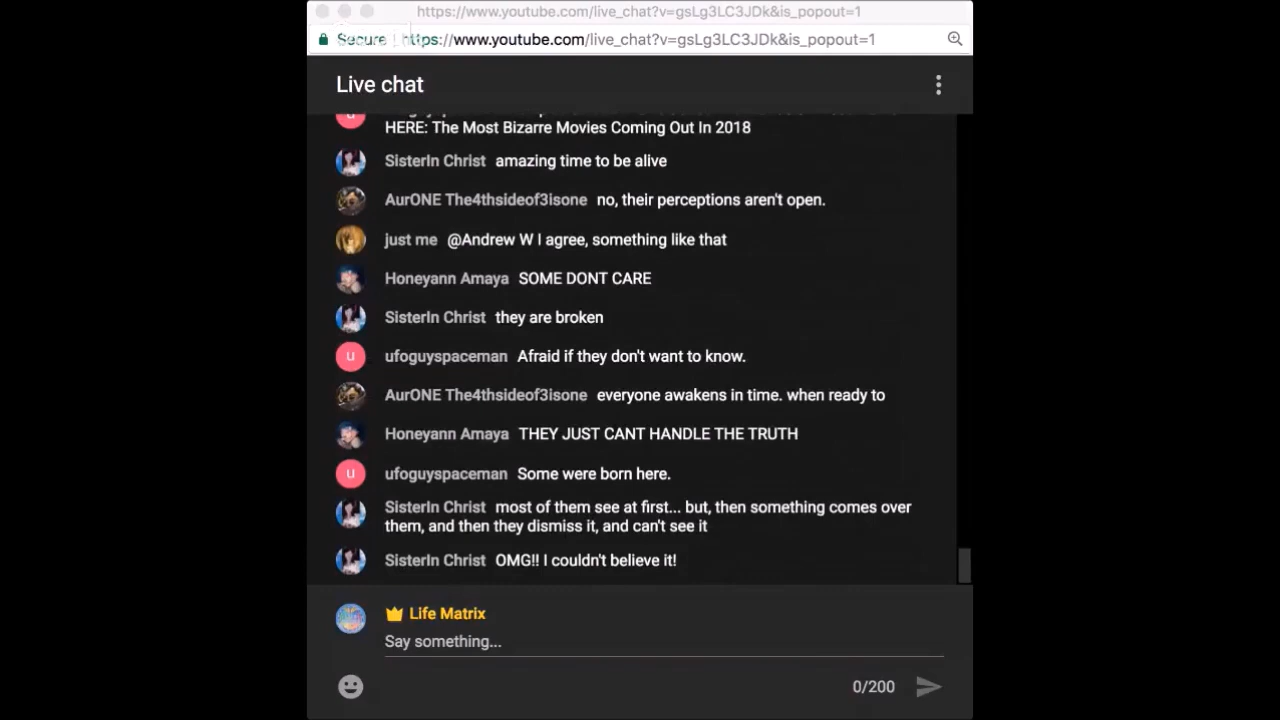 https://www.youtube.com/live_chat?v=gsLg3LC3JDk&is_popout=1
Secure https://www.youtube.com/live_chat?v=gsLg3LC3JDk&is_popout=1
Live chat
HERE: The Most Bizarre Movies Coming Out In 2018
SisterIn Christ amazing time to be alive
AurONE The4thsideof3isone no, their perceptions aren't open.
just me @Andrew W I agree, something like that
Honeyann Amaya SOME DONT CARE
SisterIn Christ they are broken
u ufoguyspaceman Afraid if they don't want to know.
AurONE The4thsideof3isone everyone awakens in time. when ready to
Honeyann Amaya THEY JUST CANT HANDLE THE TRUTH
u ufoguyspaceman Some were born here.
SisterIn Christ most of them see at first... but, then something comes over
them, and then they dismiss it, and can't see it
SisterIn Christ OMG!! I couldn't believe it!
Life Matrix
Say something...
0/200